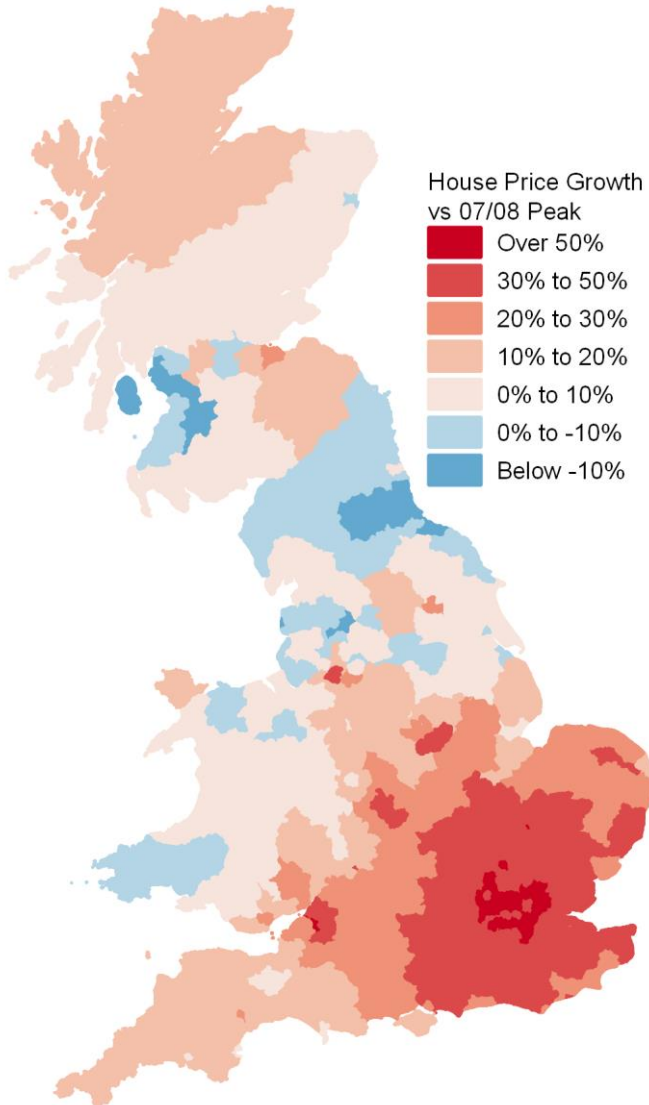 House Price Growth
vs 07/08 Peak
Over 50%
30% to 50%
20% to 30%
10% to 20%
0% to 10%
0% to -10%
Below -10%